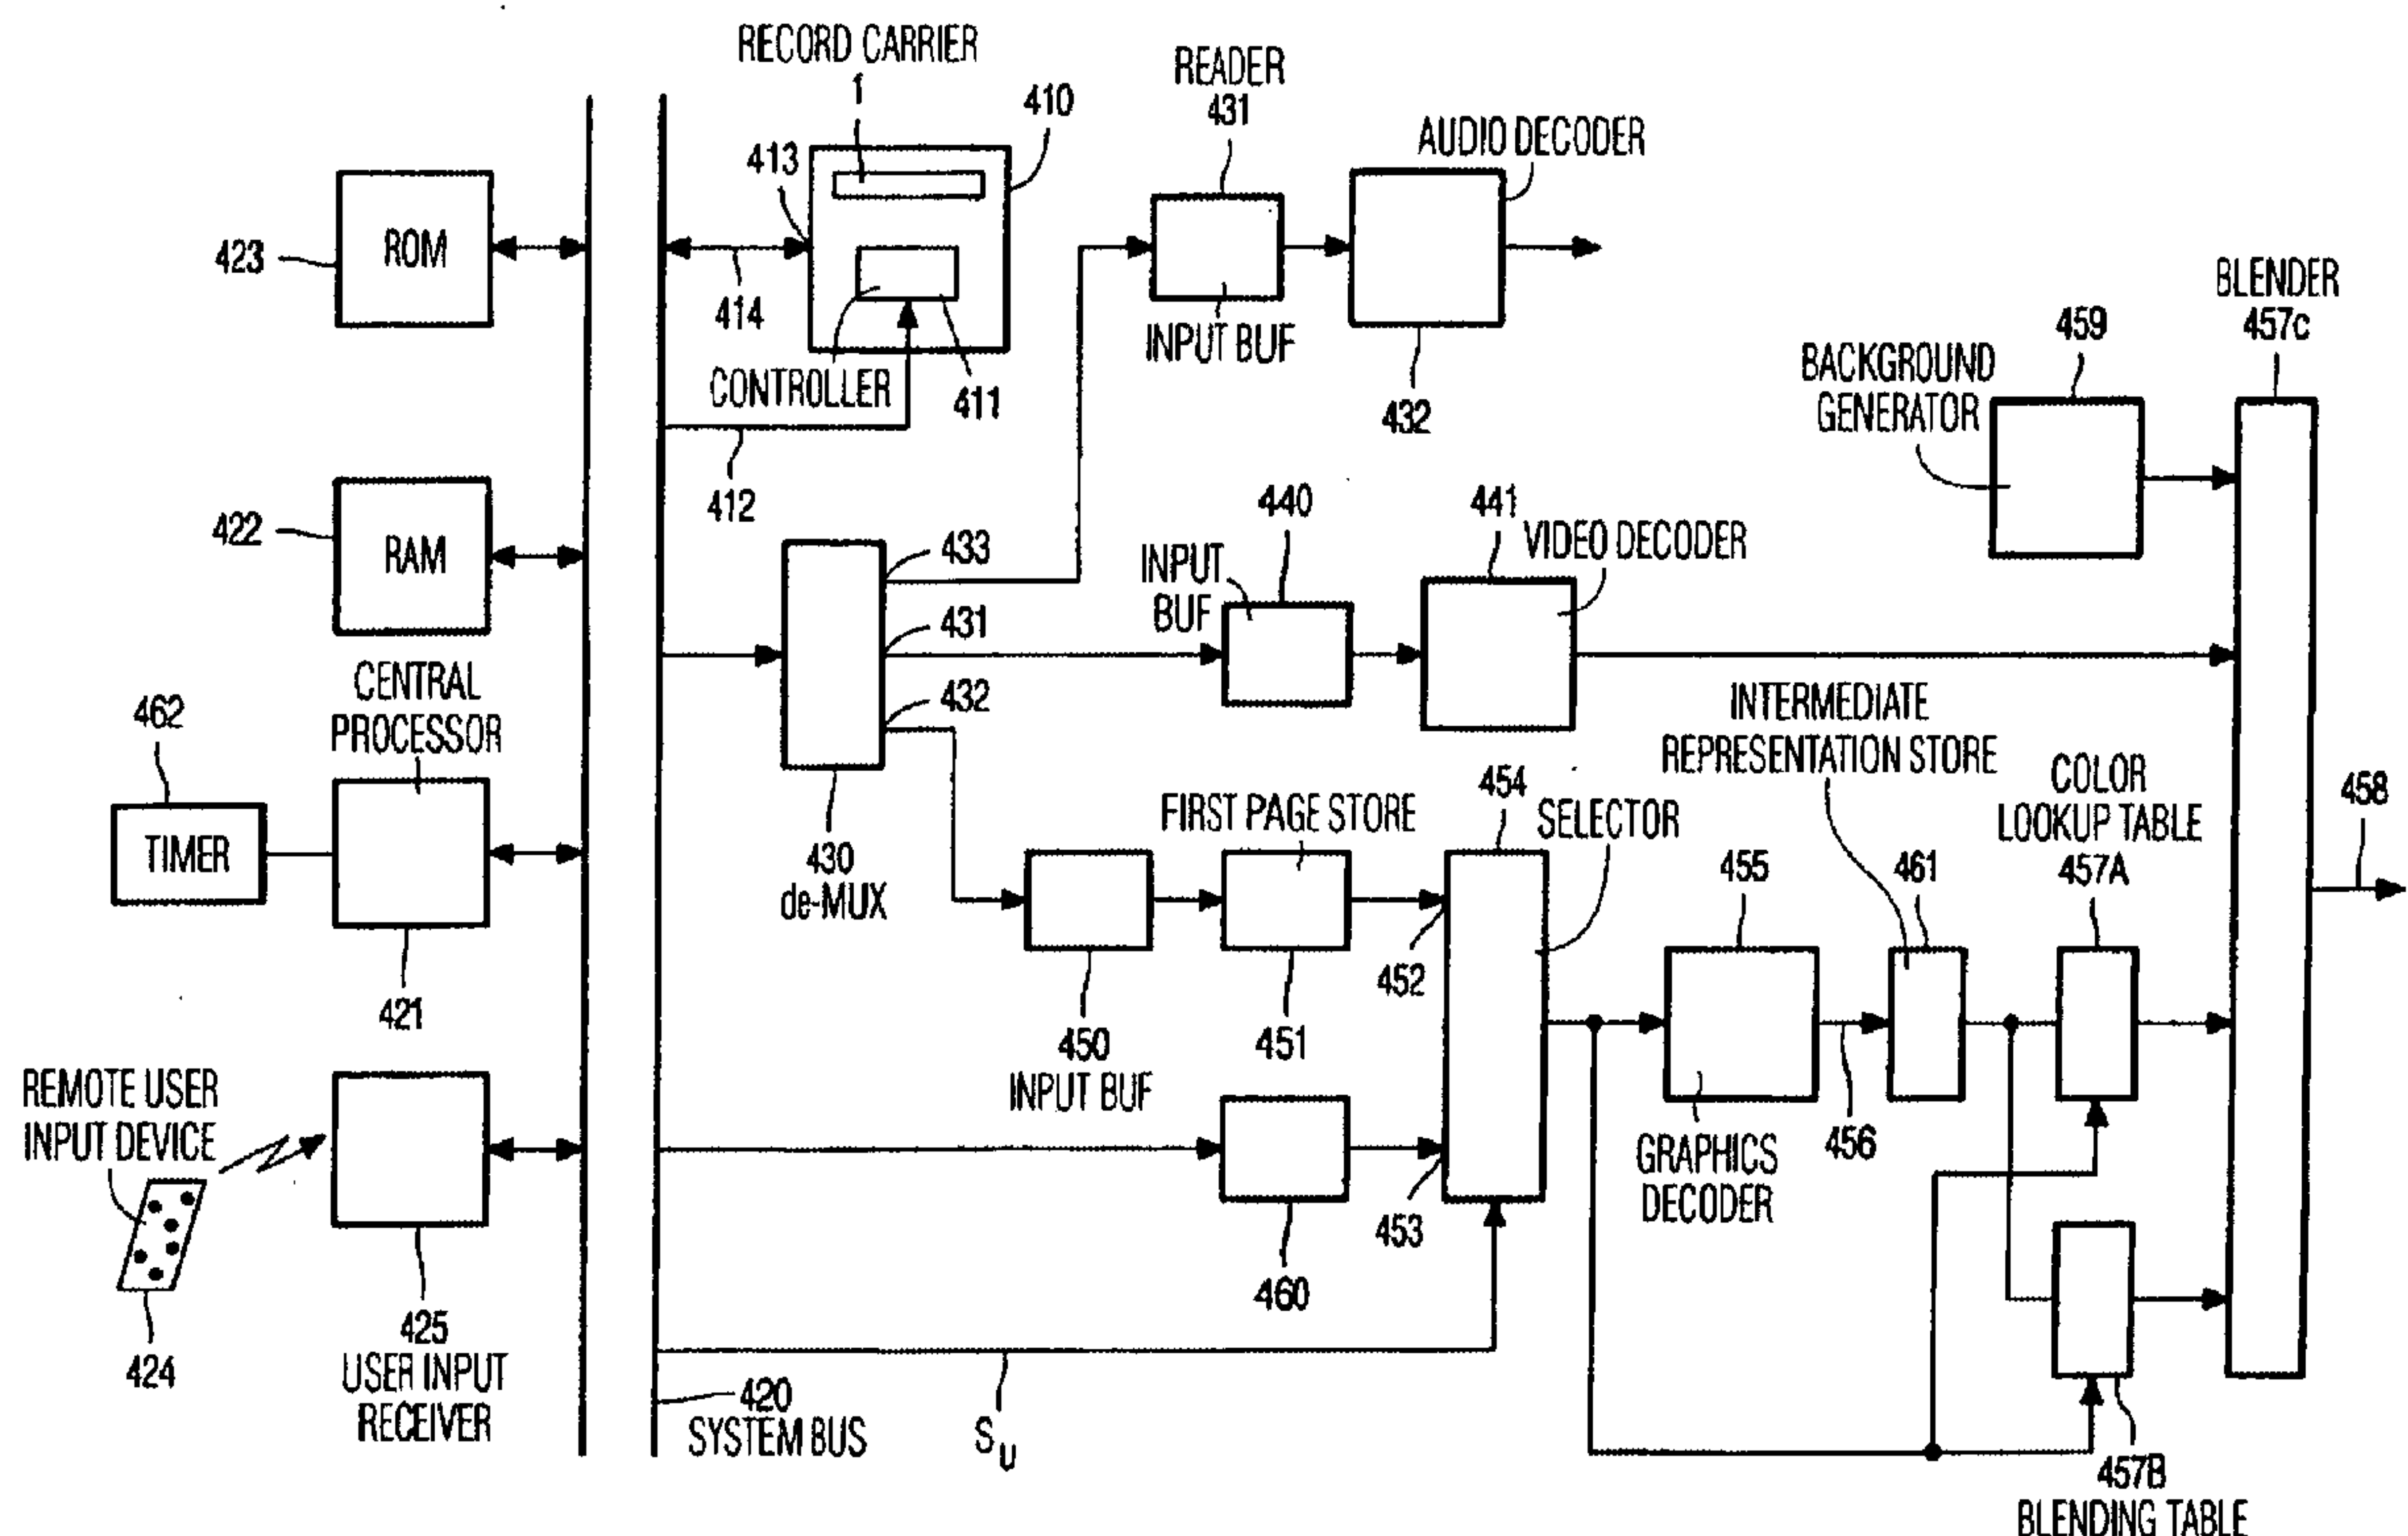 RECORD CARRIER
1
410
413
READER
431
AUDIO DECODER
423
ROM
414
INPUT BUF
CONTROLLER
411
412
432
BLENDER
457c
459
BACKGROUND
GENERATOR
422
RAM
433
431
432
440
INPUT
BUF
441
VIDEO DECODER
462
CENTRAL
PROCESSOR
TIMER
421
430
de-MUX
FIRST PAGE STORE
454
SELECTOR
INTERMEDIATE
REPRESENTATION STORE
COLOR
LOOKUP TABLE
457A
458
455
461
452
450
INPUT BUF
451
456
GRAPHICS
DECODER
REMOTE USER
INPUT DEVICE
424
425
USER INPUT
RECEIVER
453
460
420
SYSTEM BUS
SU
457B
BLENDING TABLE